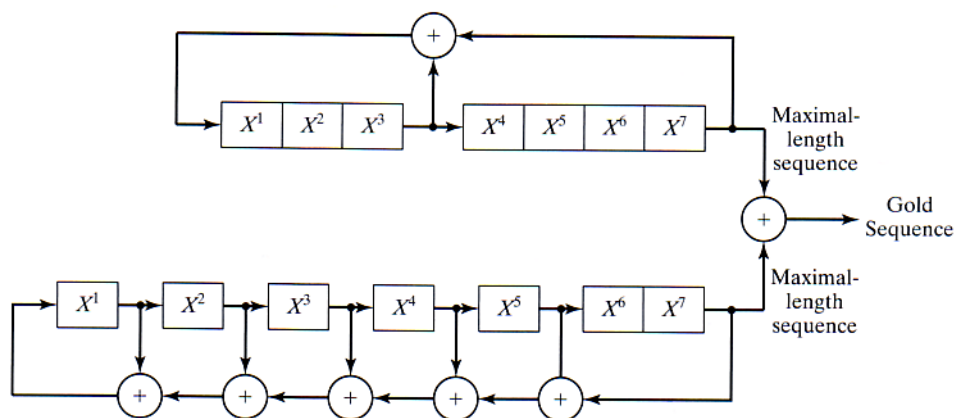 +
X¹ X² X³ X⁴ X⁵ X⁶ X⁷
Maximal-
length
sequence
+
Gold
Sequence
X¹ X² X³ X⁴ X⁵ X⁶ X⁷
Maximal-
length
sequence
+ + + + +